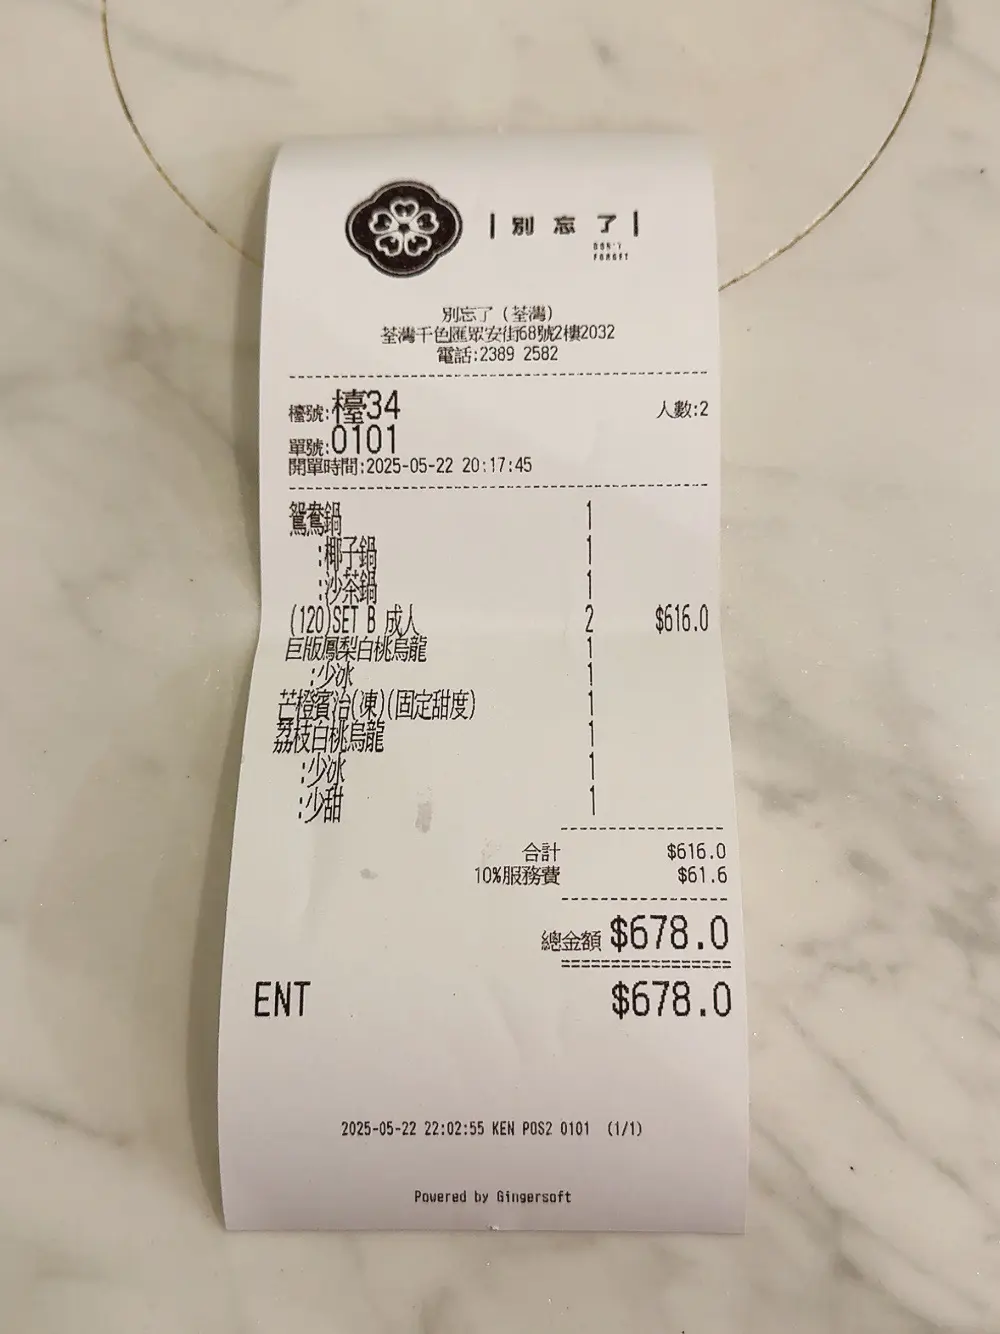 | 別忘了 |
DON'T
FORGET
別忘了 (荃灣)
荃灣千色匯眾安街68號2樓2032
電話:2389 2582
檯號:檯34 人數:2
單號:0101
開單時間:2025-05-22 20:17:45
鴛鴦鍋 1
:椰子鍋 1
:沙茶鍋 1
(120)SET B 成人 2 $616.0
巨版鳳梨白桃烏龍 1
:少冰 1
芒橙賓治(凍)(固定甜度) 1
荔枝白桃烏龍 1
:少冰 1
:少甜 1
合計 $616.0
10%服務費 $61.6
總金額 $678.0
ENT $678.0
2025-05-22 22:02:55 KEN POS2 0101 (1/1)
Powered by Gingersoft